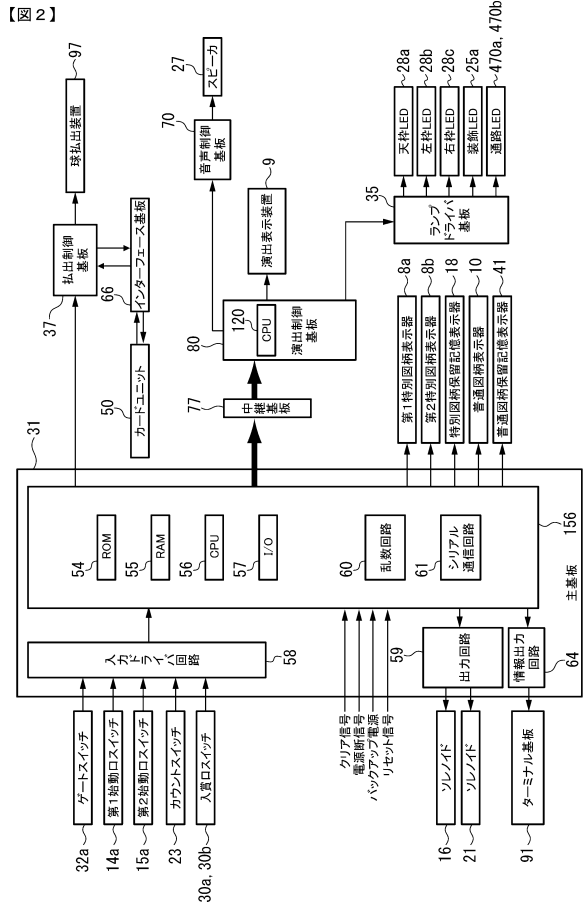 【図２】
球払出装置
97
払出制御
基板
37
インターフェース基板
66
カードユニット
50
スピーカ
27
音声制御
基板
70
演出表示装置
9
演出制御
基板
80
CPU
120
中継基板
77
天枠LED
28a
左枠LED
28b
右枠LED
28c
装飾LED
25a
通路LED
470a, 470b
ランプ
ドライバ
基板
35
第1特別図柄表示器
8a
第2特別図柄表示器
8b
特別図柄保留記憶表示器
18
普通図柄表示器
10
普通図柄保留記憶表示器
41
31
主基板
156
ROM
54
RAM
55
CPU
56
I/O
57
乱数回路
60
シリアル
通信回路
61
入力ドライバ回路
58
出力回路
59
情報出力
回路
64
クリア信号
電源断信号
バックアップ電源
リセット信号
ゲートスイッチ
32a
第1始動口スイッチ
14a
第2始動口スイッチ
15a
カウントスイッチ
23
入賞口スイッチ
30a, 30b
ソレノイド
16
ソレノイド
21
ターミナル基板
91